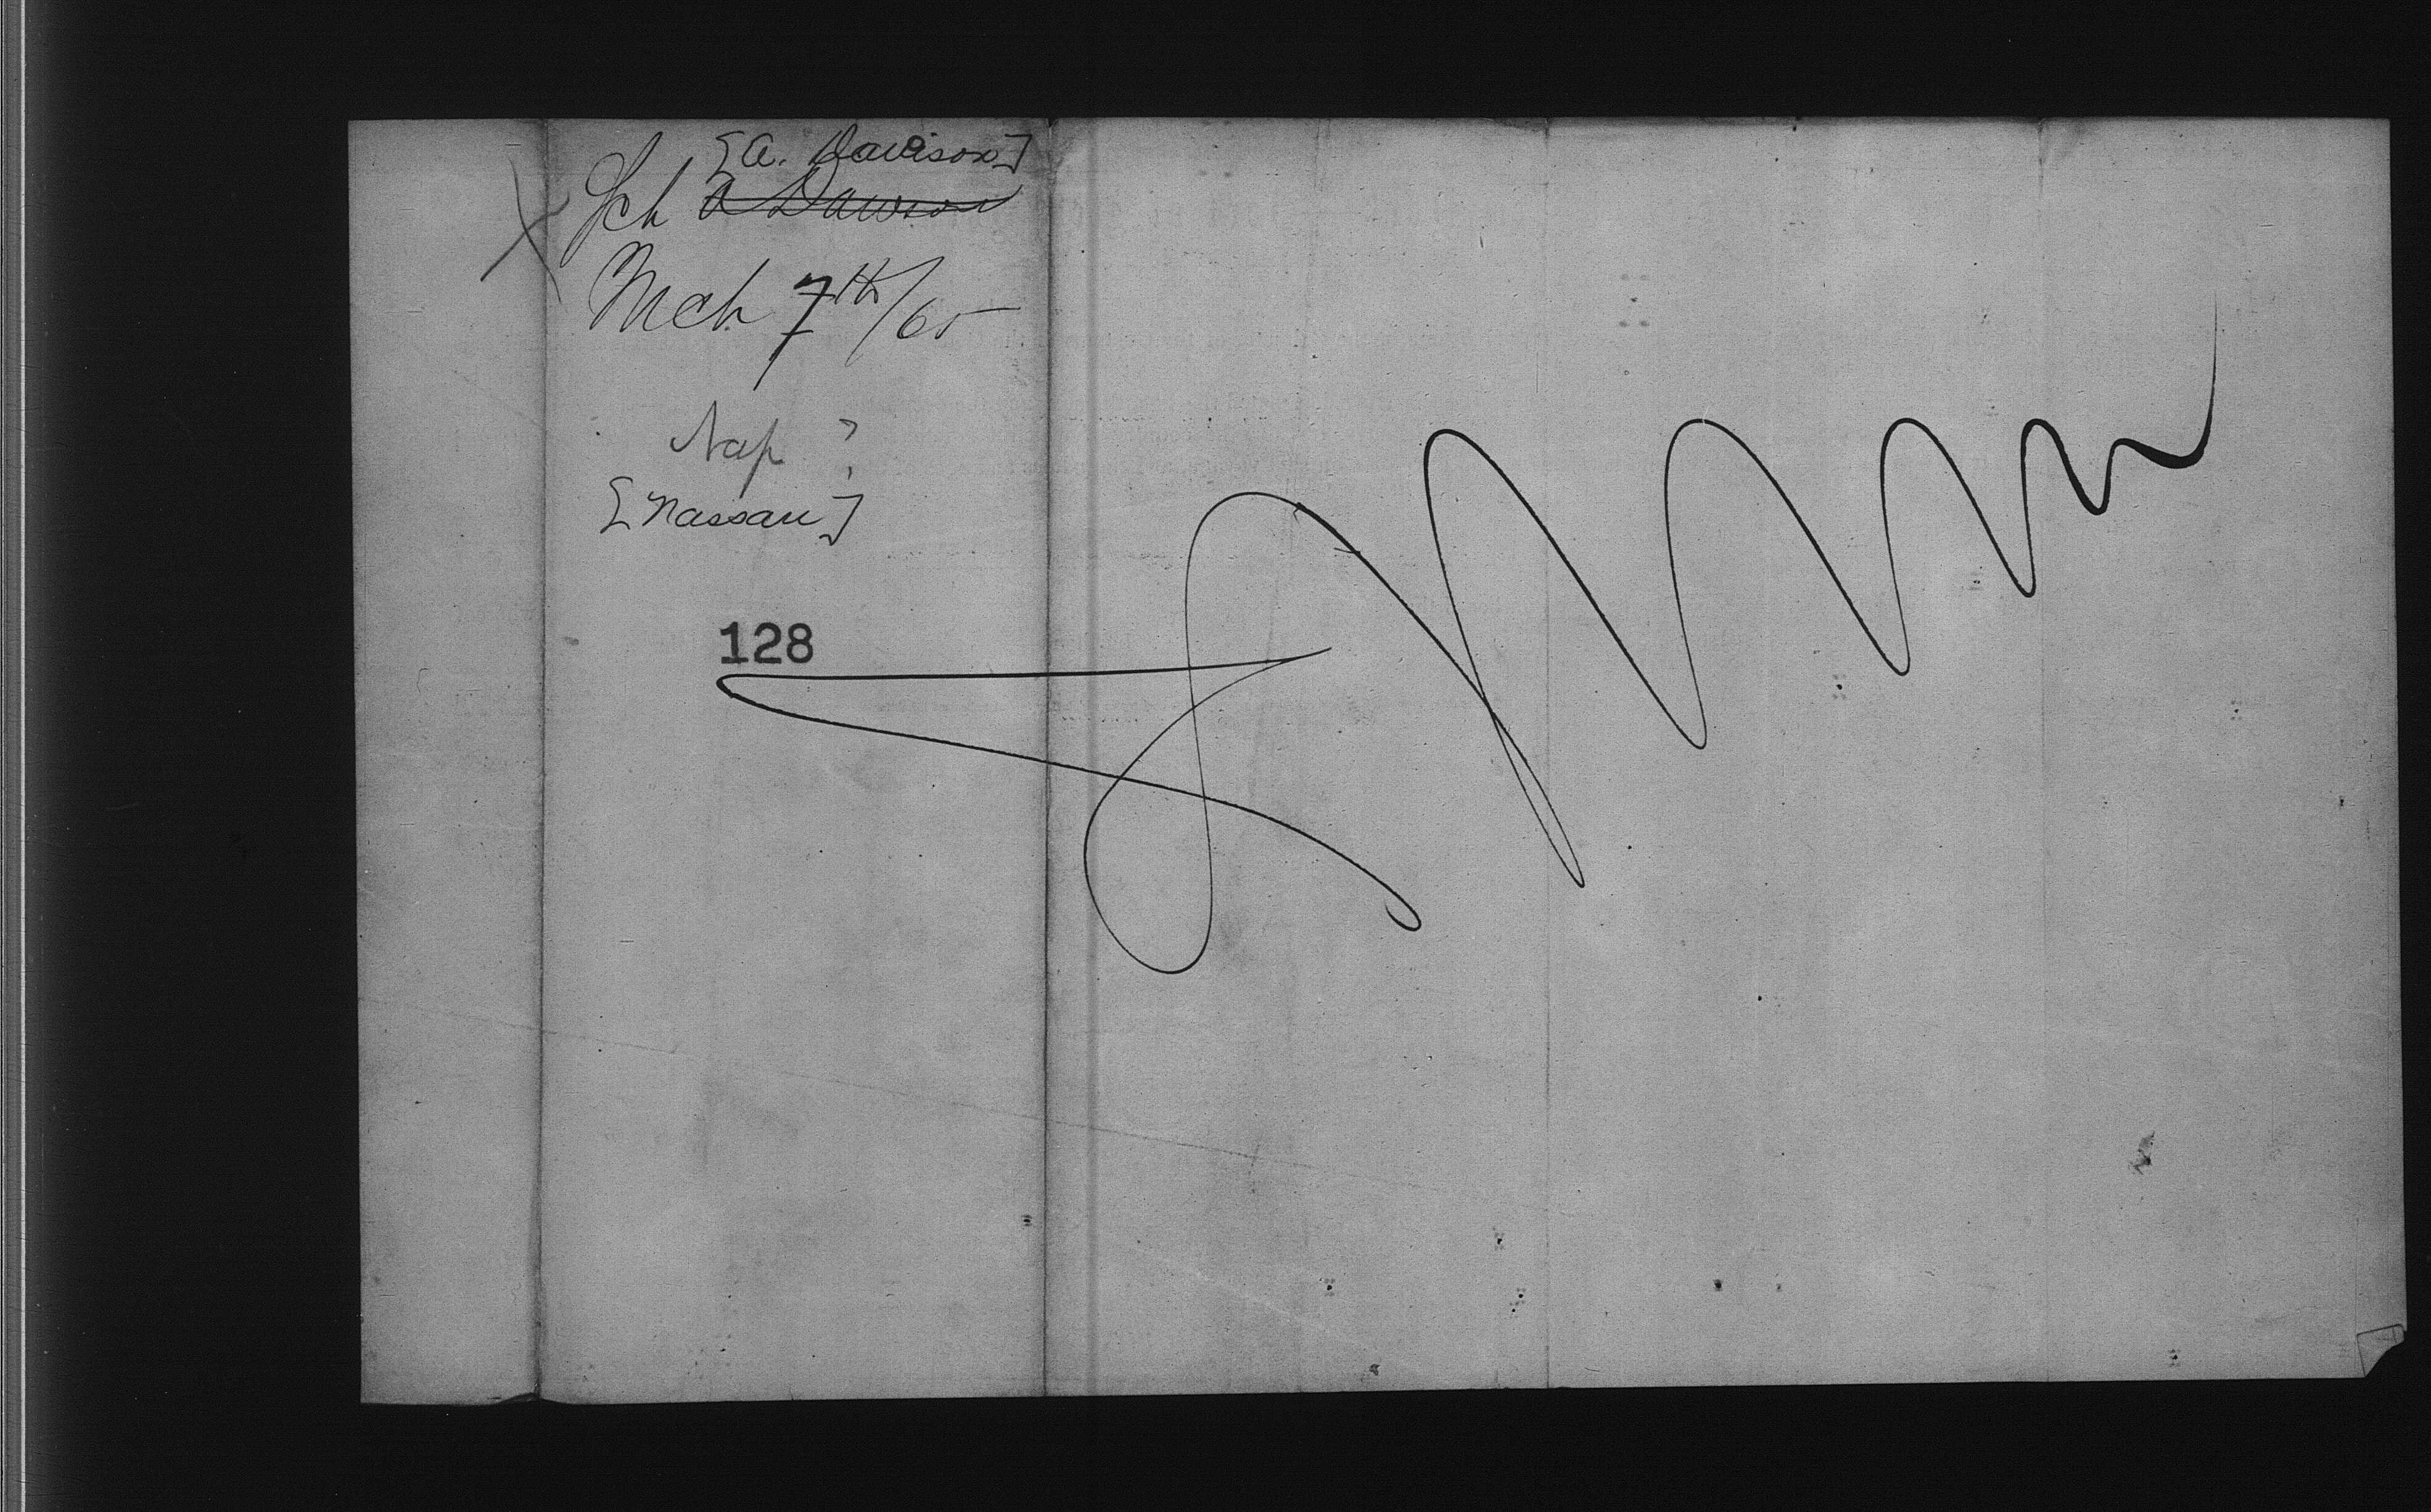 [A. Davison]
Sch A Dawson
Mch 7th/65
Nap ?
[Nassau]
128